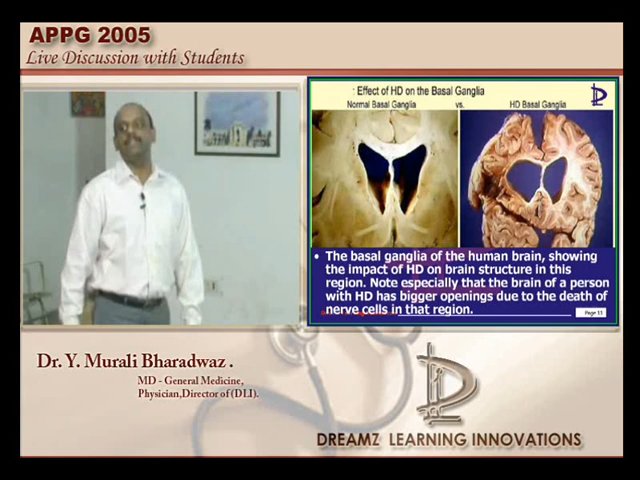 APPG 2005
Live Discussion with Students
: Effect of HD on the Basal Ganglia
Normal Basal Ganglia vs. HD Basal Ganglia
• The basal ganglia of the human brain, showing
the impact of HD on brain structure in this
region. Note especially that the brain of a person
with HD has bigger openings due to the death of
nerve cells in that region.
Page 33
Dr. Y. Murali Bharadwaz .
MD - General Medicine,
Physician,Director of (DLI).
DREAMZ LEARNING INNOVATIONS